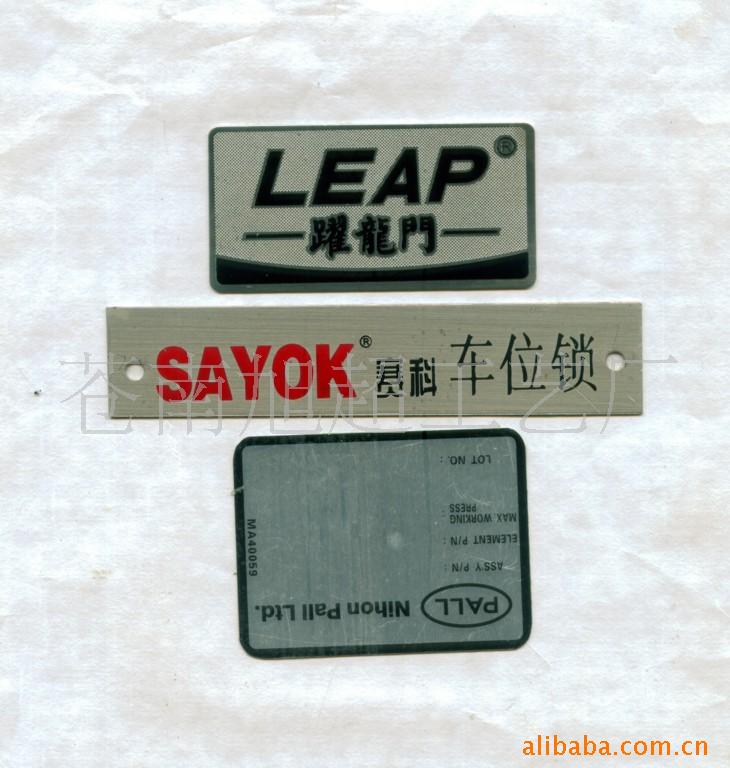 LEAP®
躍龍門
SAYOK® 赛科 车位锁
苍南旭超工艺厂
PALL Nihon Pall Ltd.
ASS'Y P/N :
ELEMENT P/N :
MAX. WORKING
PRESS :
LOT NO. :
MA40059
alibaba.com.cn